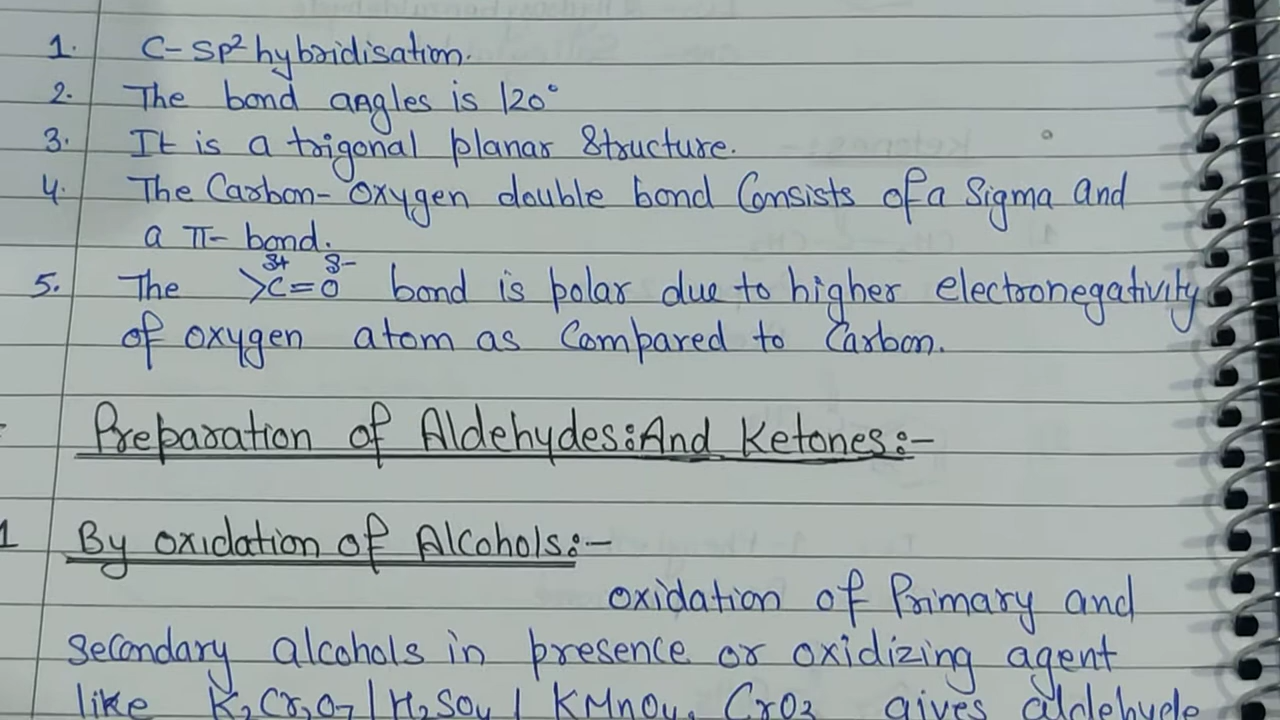 1. C-SP² hybridisation.
2. The bond angles is 120°
3. It is a trigonal planar Structure.
4. The Carbon-oxygen double bond Consists of a Sigma and
a π- bond.
δ+ δ-
5. The >C=O bond is polar due to higher electronegativity
of oxygen atom as Compared to Carbon.
Preparation of Aldehydes:And Ketones:-
1 By oxidation of Alcohols:-
oxidation of Primary and
Secondary alcohols in presence or oxidizing agent
like K₂Cr₂O₇/H₂SO₄/ KMnO₄, CrO₃ gives aldehyde